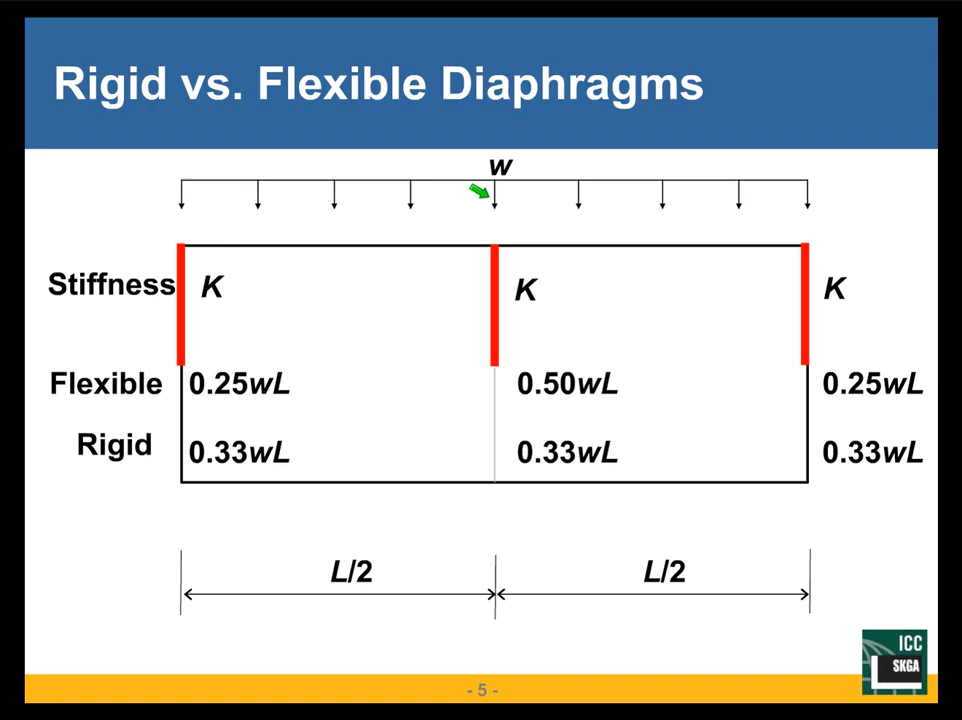 Rigid vs. Flexible Diaphragms
w
Stiffness K K K
Flexible 0.25wL 0.50wL 0.25wL
Rigid 0.33wL 0.33wL 0.33wL
L/2 L/2
ICC
SKGA
- 5 -